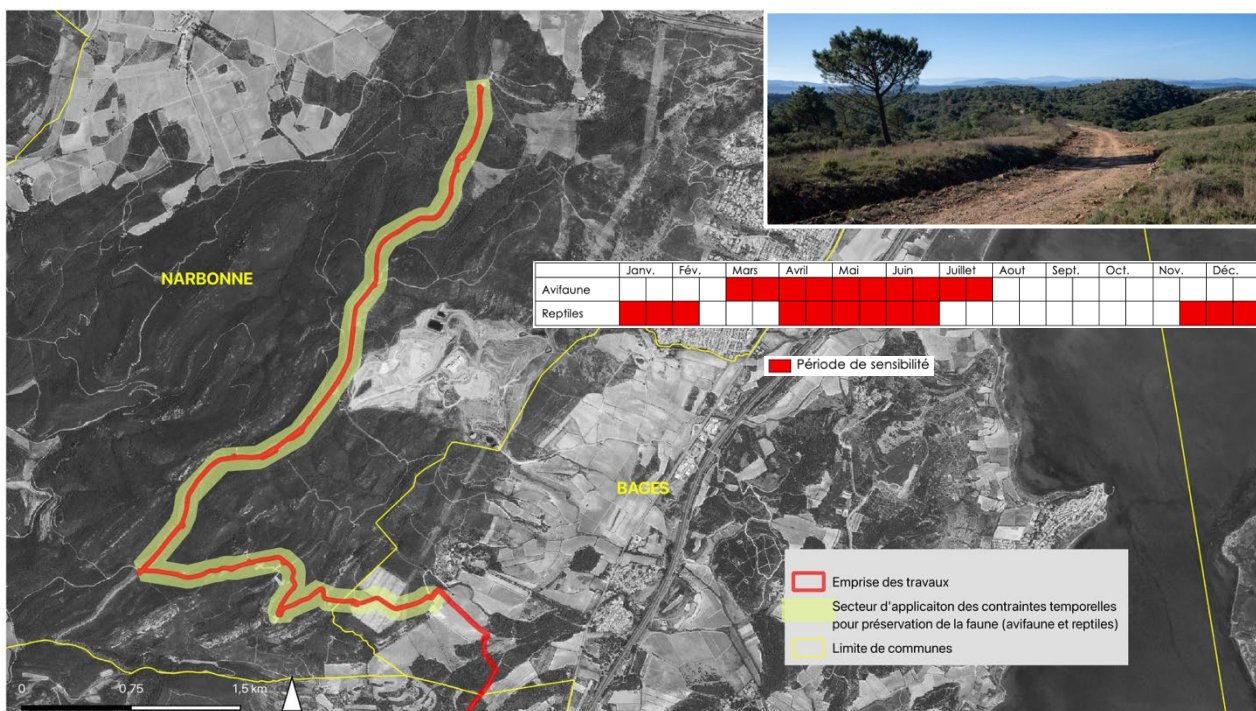 NARBONNE
Janv. Fév. Mars Avril Mai Juin Juillet Aout Sept. Oct. Nov. Déc.
Avifaune
Reptiles
Période de sensibilité
BAGES
Emprise des travaux
Secteur d'applicaiton des contraintes temporelles
pour préservation de la faune (avifaune et reptiles)
Limite de communes
0 0,75 1,5 km